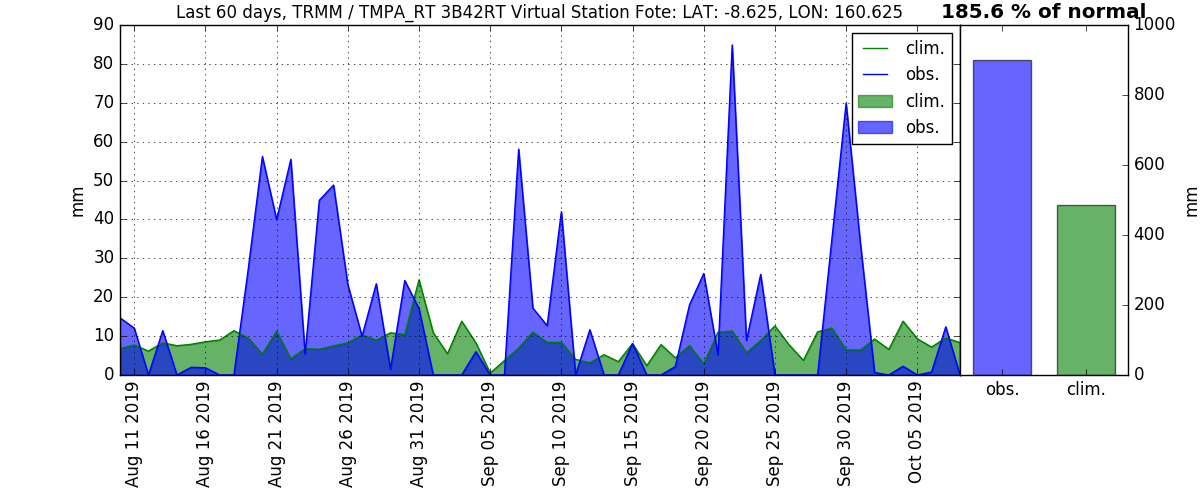 Last 60 days, TRMM / TMPA_RT 3B42RT Virtual Station Fote: LAT: -8.625, LON: 160.625
185.6 % of normal
90
80
70
60
50
40
30
20
10
0
mm
clim.
obs.
clim.
obs.
1000
800
600
400
200
0
mm
Aug 11 2019
Aug 16 2019
Aug 21 2019
Aug 26 2019
Aug 31 2019
Sep 05 2019
Sep 10 2019
Sep 15 2019
Sep 20 2019
Sep 25 2019
Sep 30 2019
Oct 05 2019
obs.
clim.